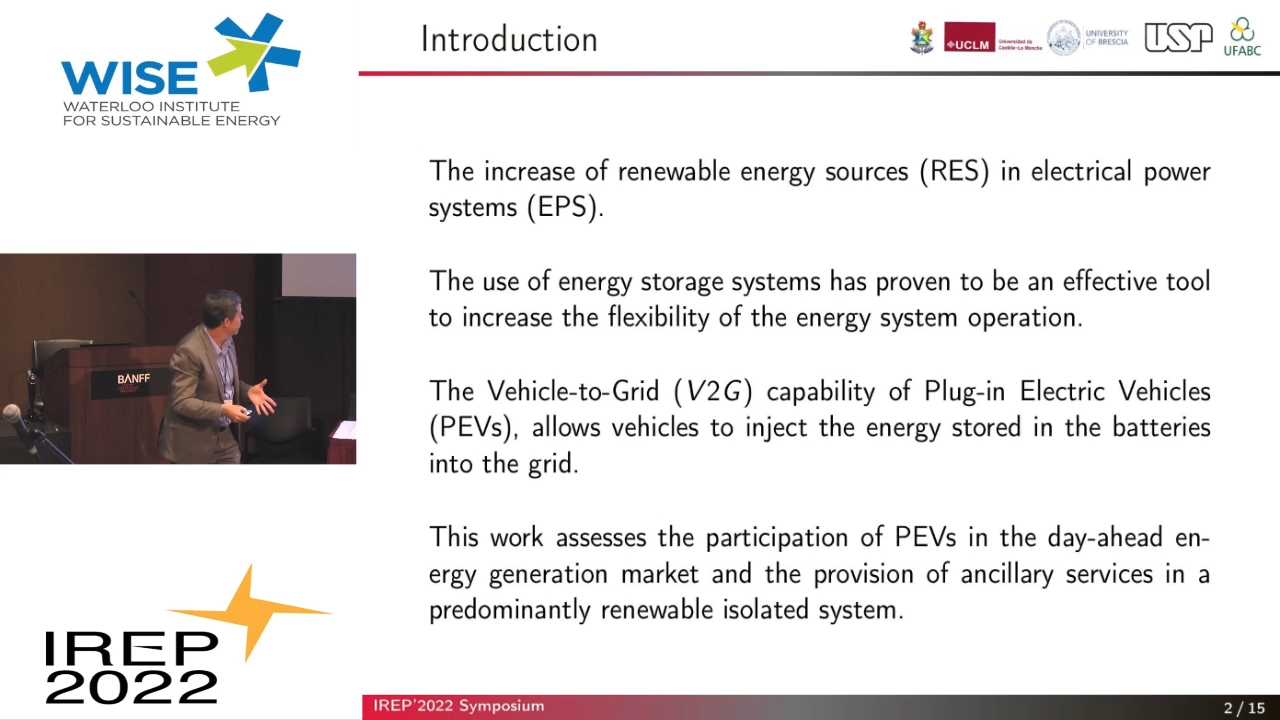 WISE
WATERLOO INSTITUTE
FOR SUSTAINABLE ENERGY
Introduction
UCLM
Universidad de
Castilla-La Mancha
UNIVERSITY
OF BRESCIA
USP
UFABC
The increase of renewable energy sources (RES) in electrical power
systems (EPS).
The use of energy storage systems has proven to be an effective tool
to increase the flexibility of the energy system operation.
The Vehicle-to-Grid (V2G) capability of Plug-in Electric Vehicles
(PEVs), allows vehicles to inject the energy stored in the batteries
into the grid.
This work assesses the participation of PEVs in the day-ahead en-
ergy generation market and the provision of ancillary services in a
predominantly renewable isolated system.
BANFF
IREP
2022
IREP'2022 Symposium
2 / 15